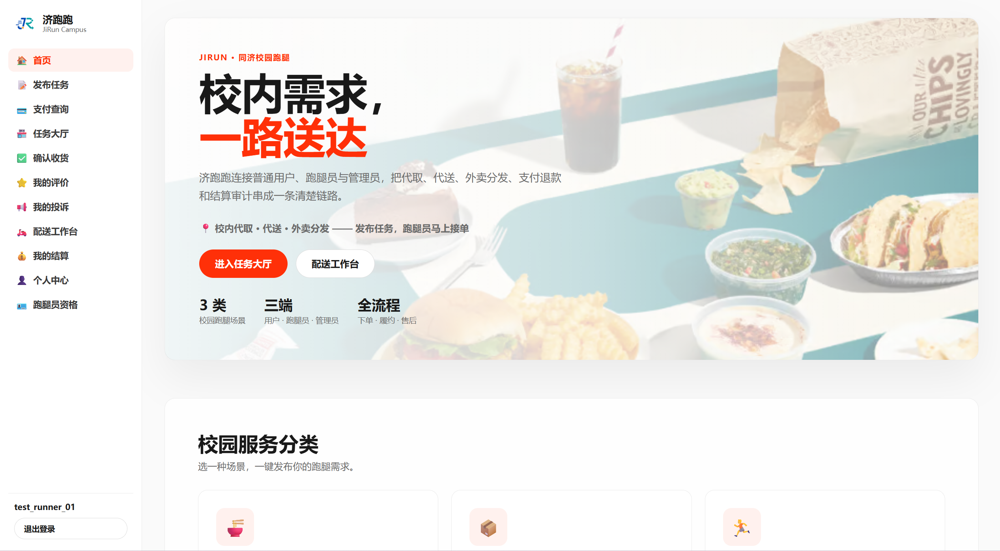 济跑跑
JiRun Campus
首页
发布任务
支付查询
任务大厅
确认收货
我的评价
我的投诉
配送工作台
我的结算
个人中心
跑腿员资格
test_runner_01
退出登录
JIRUN • 同济校园跑腿
校内需求，
一路送达
济跑跑连接普通用户、跑腿员与管理员，把代取、代送、外卖分发、支付退款
和结算审计串成一条清楚链路。
校内代取 • 代送 • 外卖分发 —— 发布任务，跑腿员马上接单
进入任务大厅
配送工作台
3 类
校园跑腿场景
三端
用户 · 跑腿员 · 管理员
全流程
下单 · 履约 · 售后
OUR
CHIPS
LOVINGLY
校园服务分类
选一种场景，一键发布你的跑腿需求。